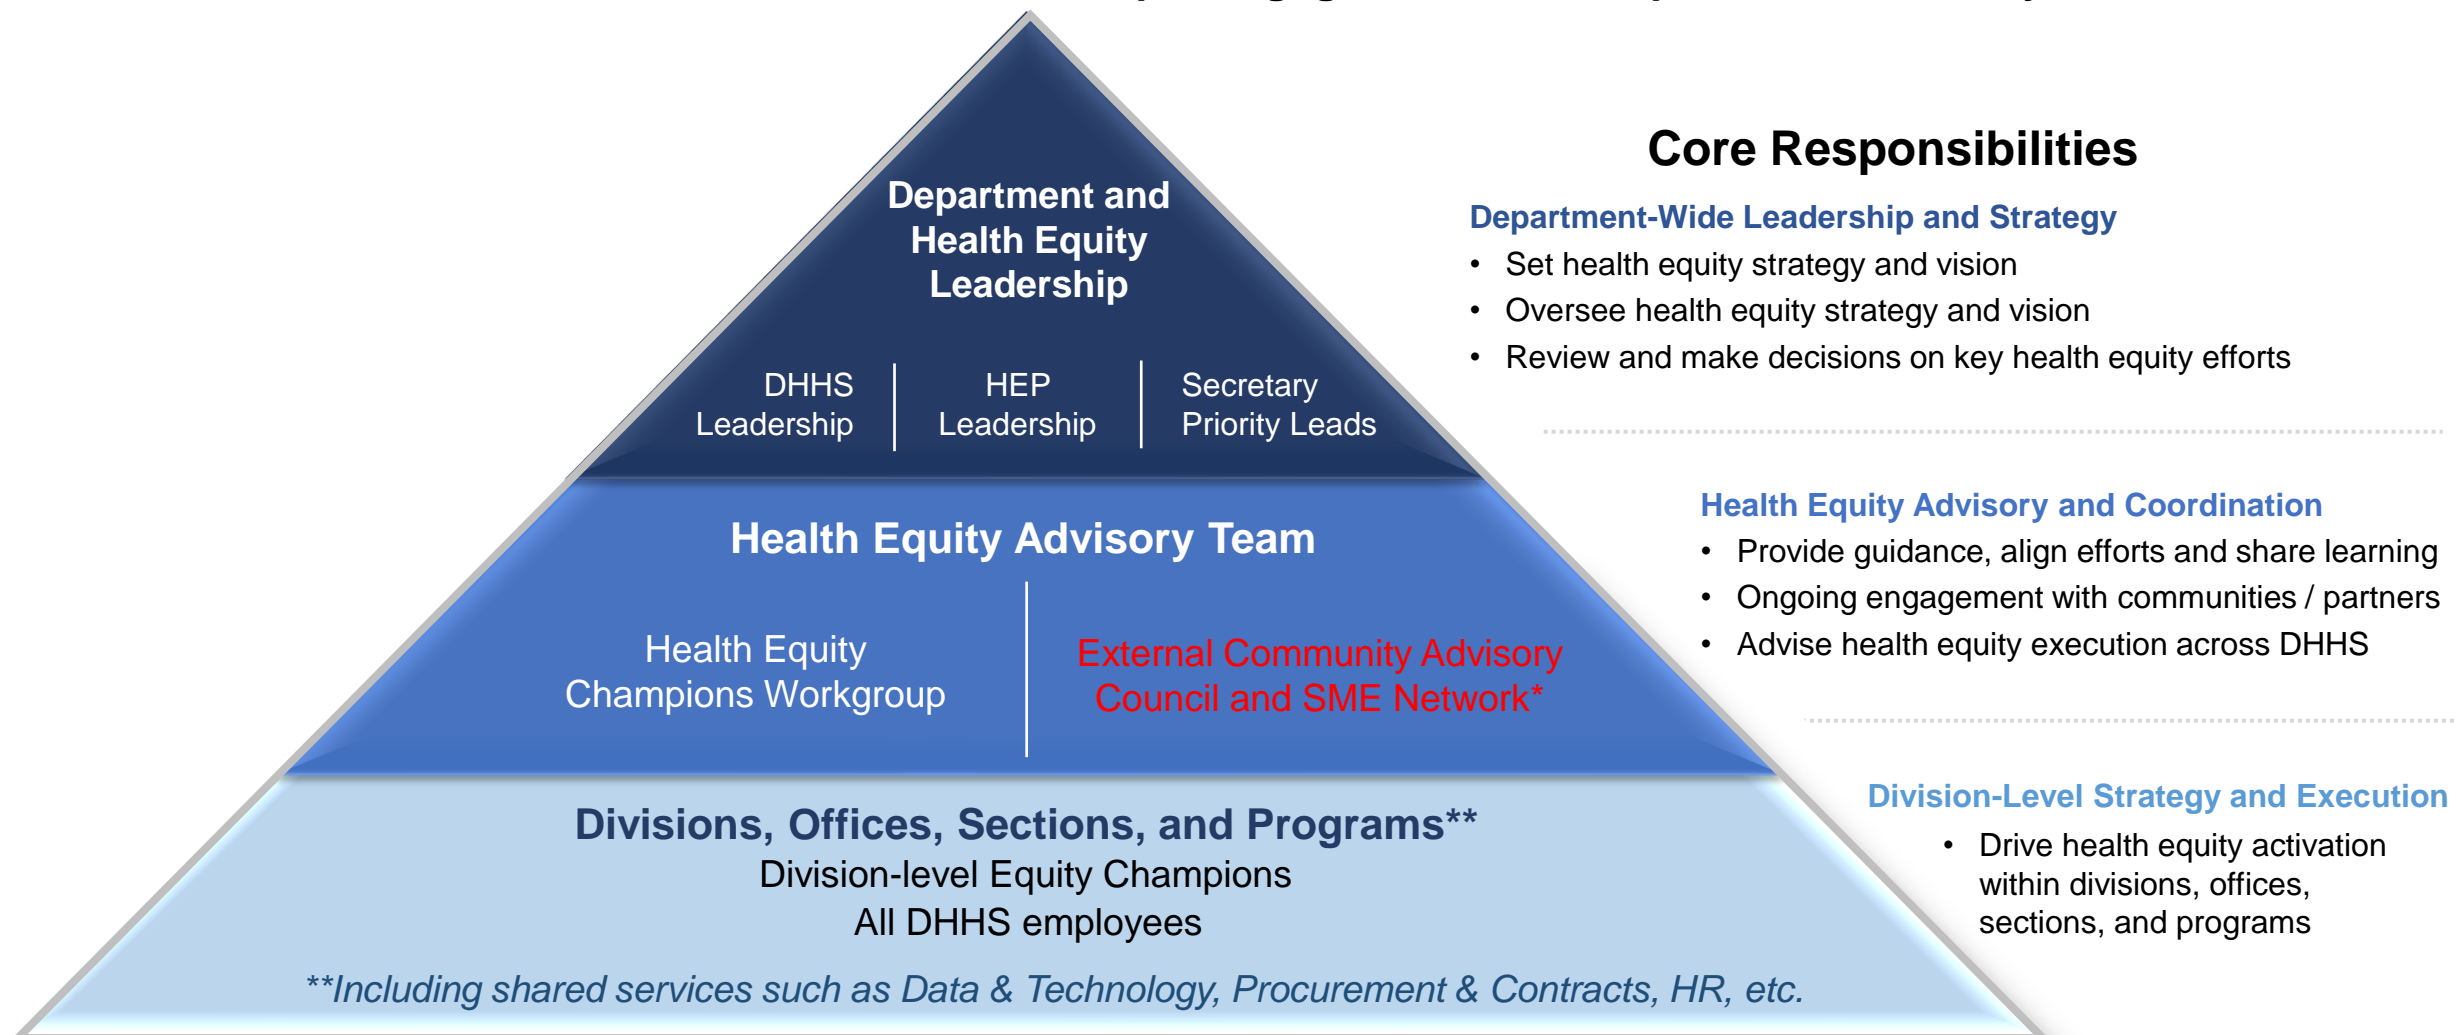 Department and
Health Equity
Leadership
DHHS
Leadership
HEP
Leadership
Secretary
Priority Leads
Health Equity Advisory Team
Health Equity
Champions Workgroup
External Community Advisory
Council and SME Network*
Divisions, Offices, Sections, and Programs**
Division-level Equity Champions
All DHHS employees
**Including shared services such as Data & Technology, Procurement & Contracts, HR, etc.
Core Responsibilities
Department-Wide Leadership and Strategy
• Set health equity strategy and vision
• Oversee health equity strategy and vision
• Review and make decisions on key health equity efforts
Health Equity Advisory and Coordination
• Provide guidance, align efforts and share learning
• Ongoing engagement with communities / partners
• Advise health equity execution across DHHS
Division-Level Strategy and Execution
• Drive health equity activation
within divisions, offices,
sections, and programs